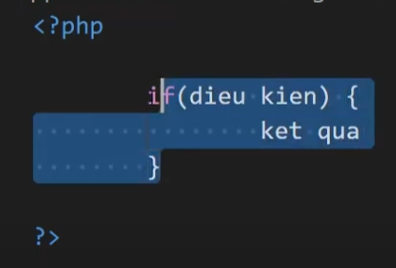 <?php
if(dieu kien) {
ket qua
}
?>